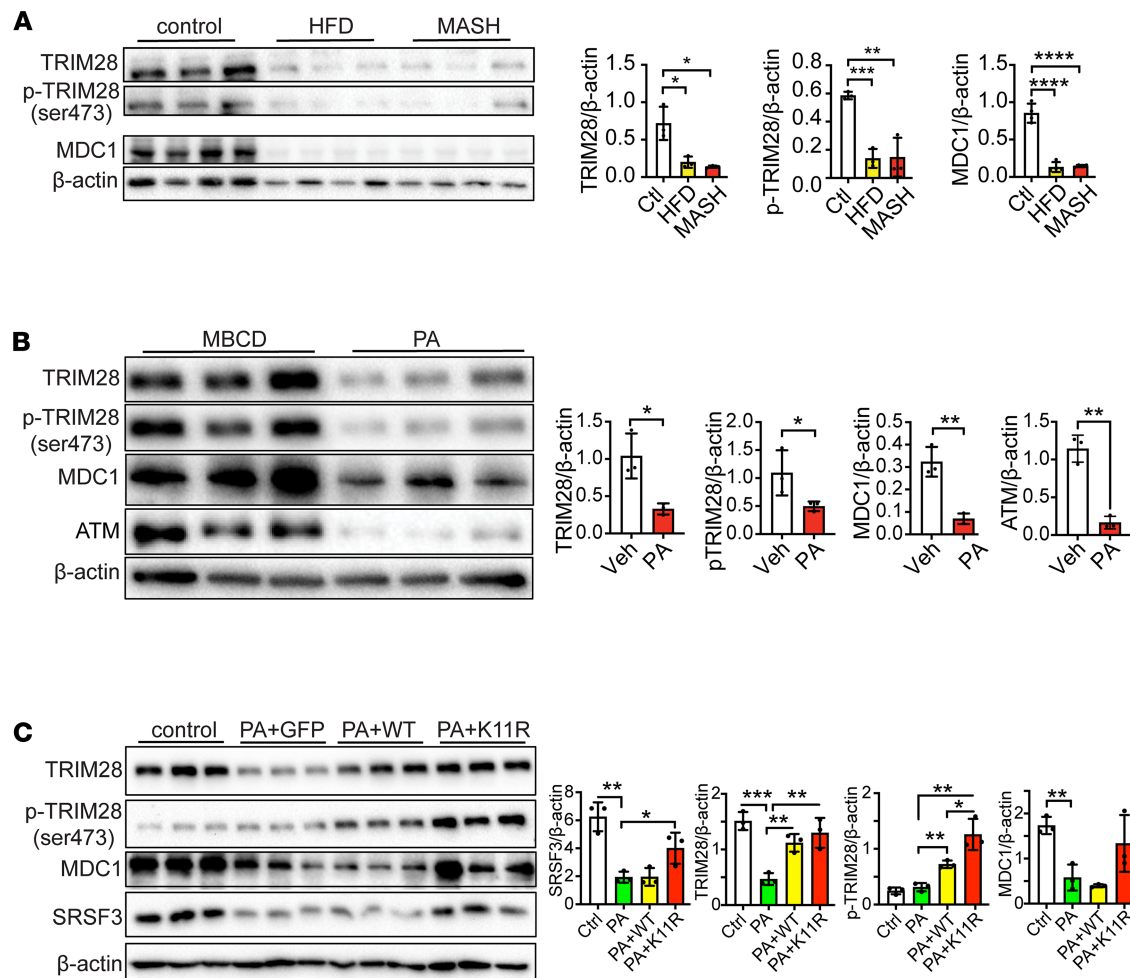 A
control HFD MASH
TRIM28
p-TRIM28
(ser473)
MDC1
β-actin
TRIM28/β-actin
1.5
1.0
0.5
0.0
*
*
Ctl HFD MASH
p-TRIM28/β-actin
0.8
0.6
0.4
0.2
0.0
**
***
Ctl HFD MASH
MDC1/β-actin
1.5
1.0
0.5
0.0
****
****
Ctl HFD MASH
B
MBCD PA
TRIM28
p-TRIM28
(ser473)
MDC1
ATM
β-actin
TRIM28/β-actin
1.5
1.0
0.5
0.0
*
Veh PA
pTRIM28/β-actin
2.0
1.5
1.0
0.5
0.0
*
Veh PA
MDC1/β-actin
0.5
0.4
0.3
0.2
0.1
0.0
**
Veh PA
ATM/β-actin
1.5
1.0
0.5
0.0
**
Veh PA
C
control PA+GFP PA+WT PA+K11R
TRIM28
p-TRIM28
(ser473)
MDC1
SRSF3
β-actin
SRSF3/β-actin
8
6
4
2
0
**
*
Ctrl PA PA+WT PA+K11R
TRIM28/β-actin
2
1
0
*** **
**
Ctrl PA PA+WT PA+K11R
p-TRIM28/β-actin
2
1
0
**
*
**
Ctrl PA PA+WT PA+K11R
MDC1/β-actin
2
1
0
**
Ctrl PA PA+WT PA+K11R